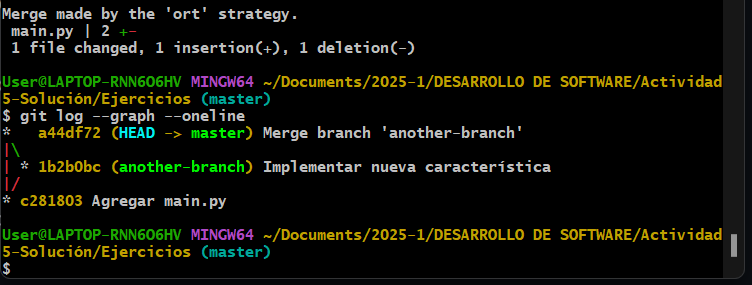 Merge made by the 'ort' strategy.
 main.py | 2 +-
 1 file changed, 1 insertion(+), 1 deletion(-)
User@LAPTOP-RNN6O6HV MINGW64 ~/Documents/2025-1/DESARROLLO DE SOFTWARE/Actividad
5-Solución/Ejercicios (master)
$ git log --graph --oneline
*   a44df72 (HEAD -> master) Merge branch 'another-branch'
|\
| * 1b2b0bc (another-branch) Implementar nueva característica
|/
* c281803 Agregar main.py
User@LAPTOP-RNN6O6HV MINGW64 ~/Documents/2025-1/DESARROLLO DE SOFTWARE/Actividad
5-Solución/Ejercicios (master)
$